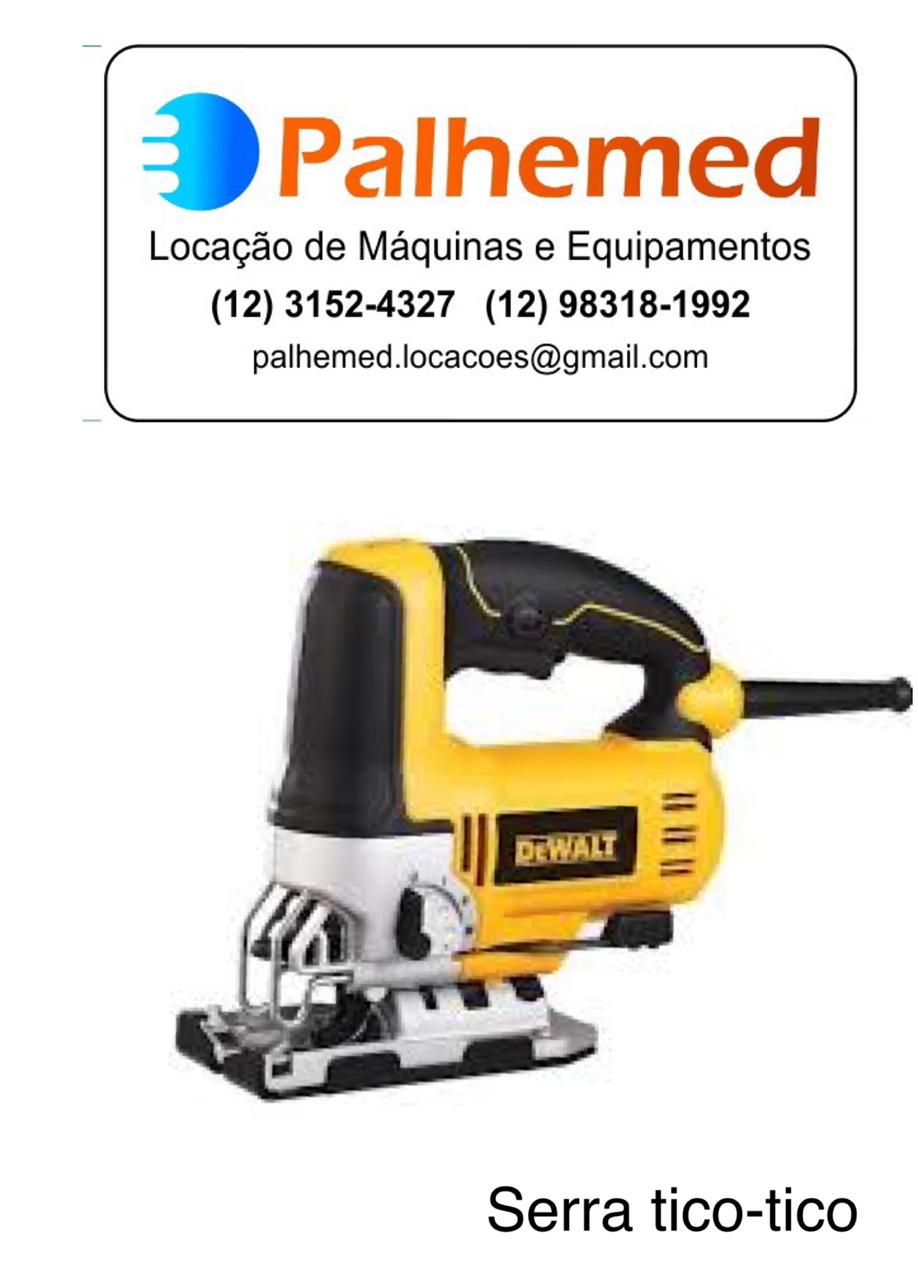 Palhemed
Locação de Máquinas e Equipamentos
(12) 3152-4327 (12) 98318-1992
palhemed.locacoes@gmail.com
DEWALT
Serra tico-tico